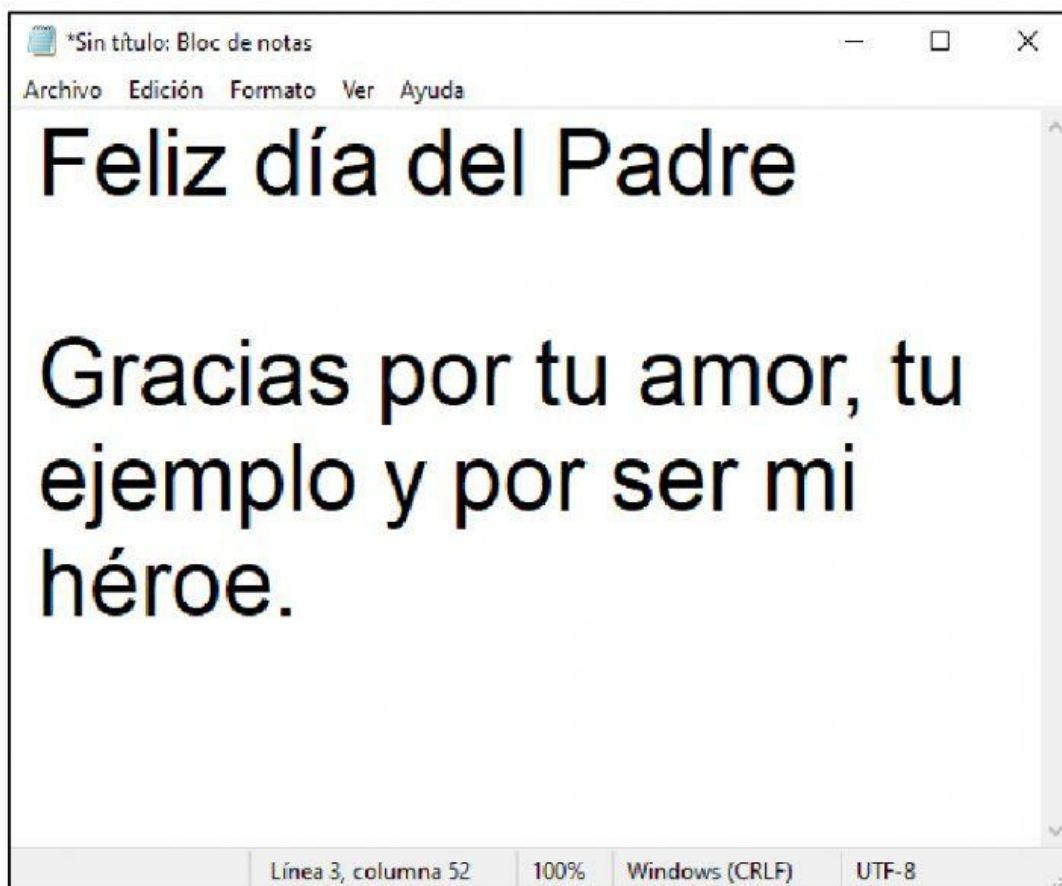 *Sin título: Bloc de notas
Archivo Edición Formato Ver Ayuda
Feliz día del Padre
Gracias por tu amor, tu
ejemplo y por ser mi
héroe.
Línea 3, columna 52 100% Windows (CRLF) UTF-8